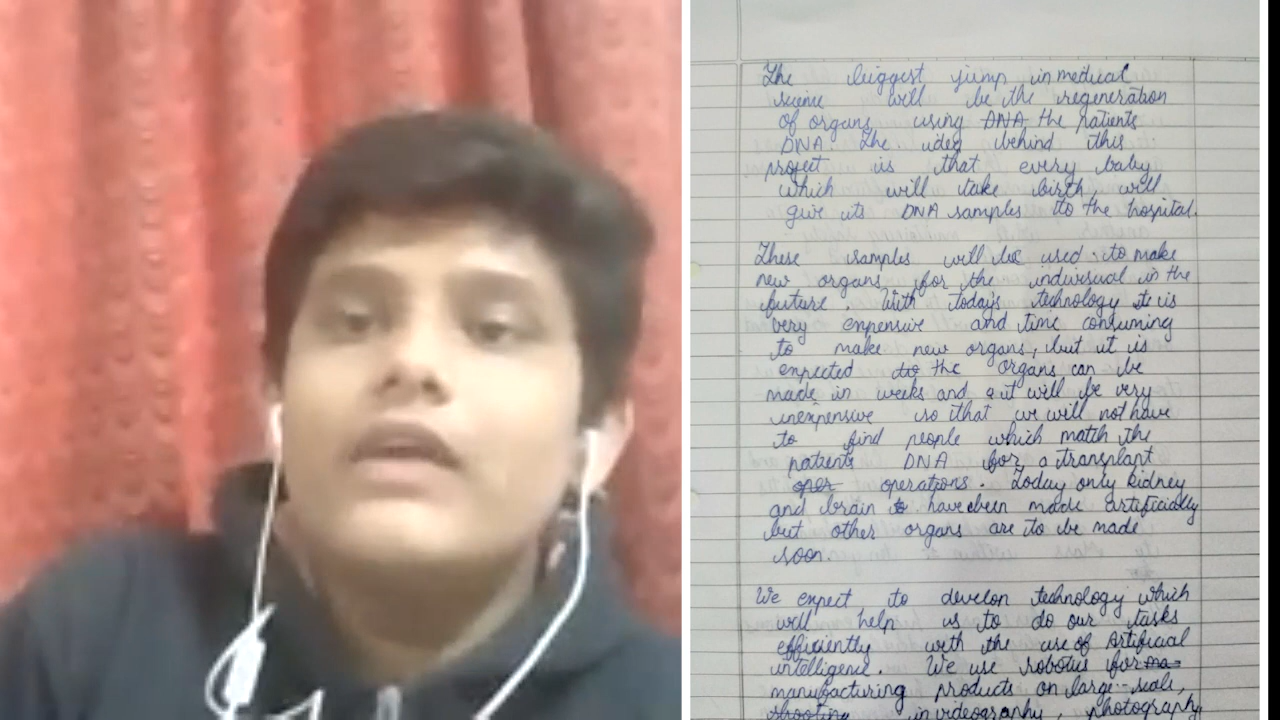 The biggest jump in medical
science will be the regeneration
of organs using DNA the patients
DNA. The idea behind this
project is that every baby
which will take birth, will
give its DNA samples to the hospital.
These samples will be used to make
new organs for the individual in the
future. With today's technology it is
very expensive and time consuming
to make new organs, but it is
expected do the organs can be
made in weeks and a it will be very
inexpensive so that we will not have
to find people which match the
patients DNA for a transplant
oper operations. Today only kidney
and brain have been made artificially
but other organs are to be made
soon.
We expect to develop technology which
will help us to do our tasks
efficiently with the use of Artificial
intelligence. We use robotics for ma
manufacturing products on large-scale,
shooting in videography, photography